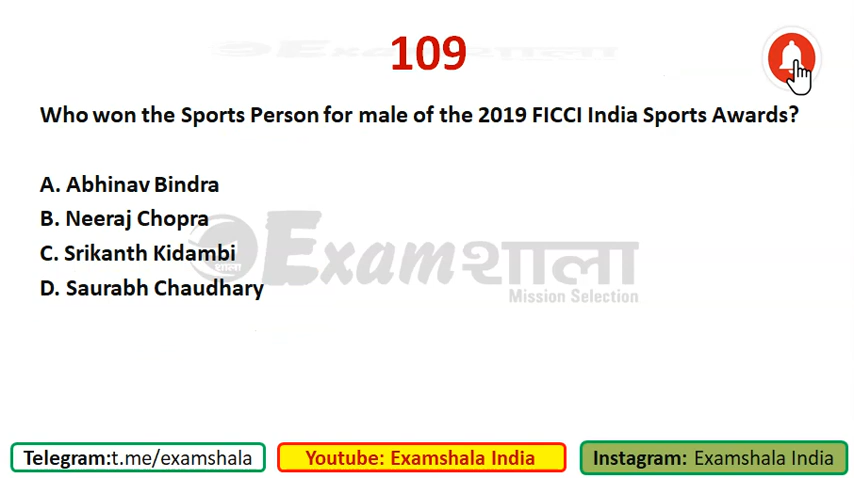 109
Who won the Sports Person for male of the 2019 FICCI India Sports Awards?
A. Abhinav Bindra
B. Neeraj Chopra
C. Srikanth Kidambi
D. Saurabh Chaudhary
Examशाला
शाला
Mission Selection
Telegram:t.me/examshala
Youtube: Examshala India
Instagram: Examshala India